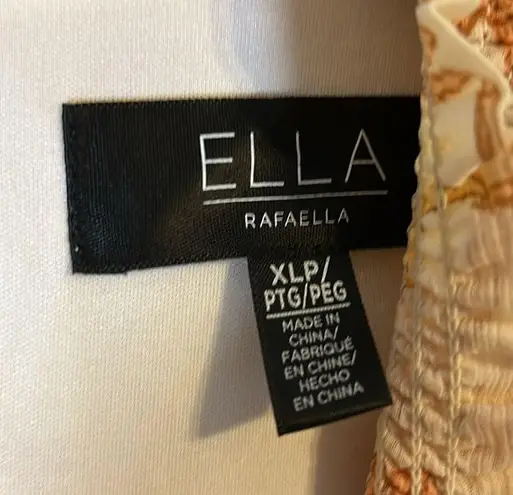 ELLA
RAFAELLA
XLP/
PTG/PEG
MADE IN
CHINA/
FABRIQUÉ
EN CHINE/
HECHO
EN CHINA